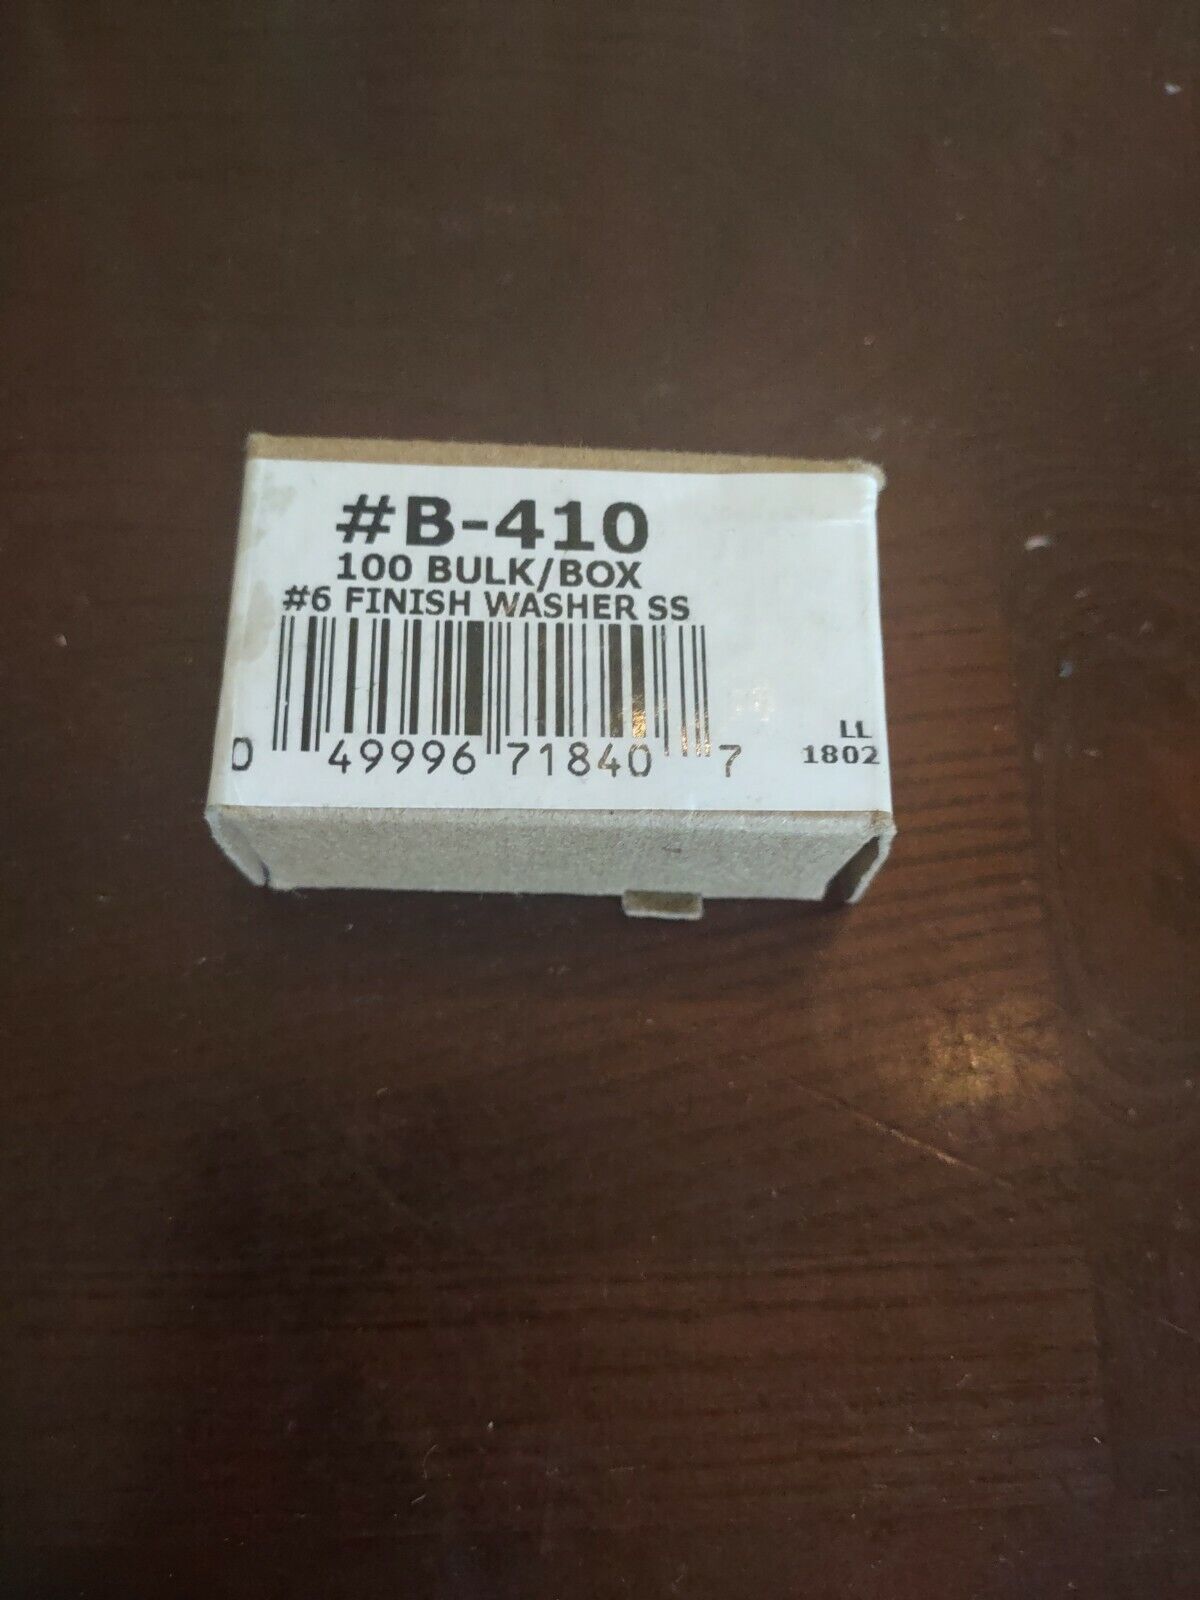 #B-410
100 BULK/BOX
#6 FINISH WASHER SS
0 49996 71840 7
LL
1802